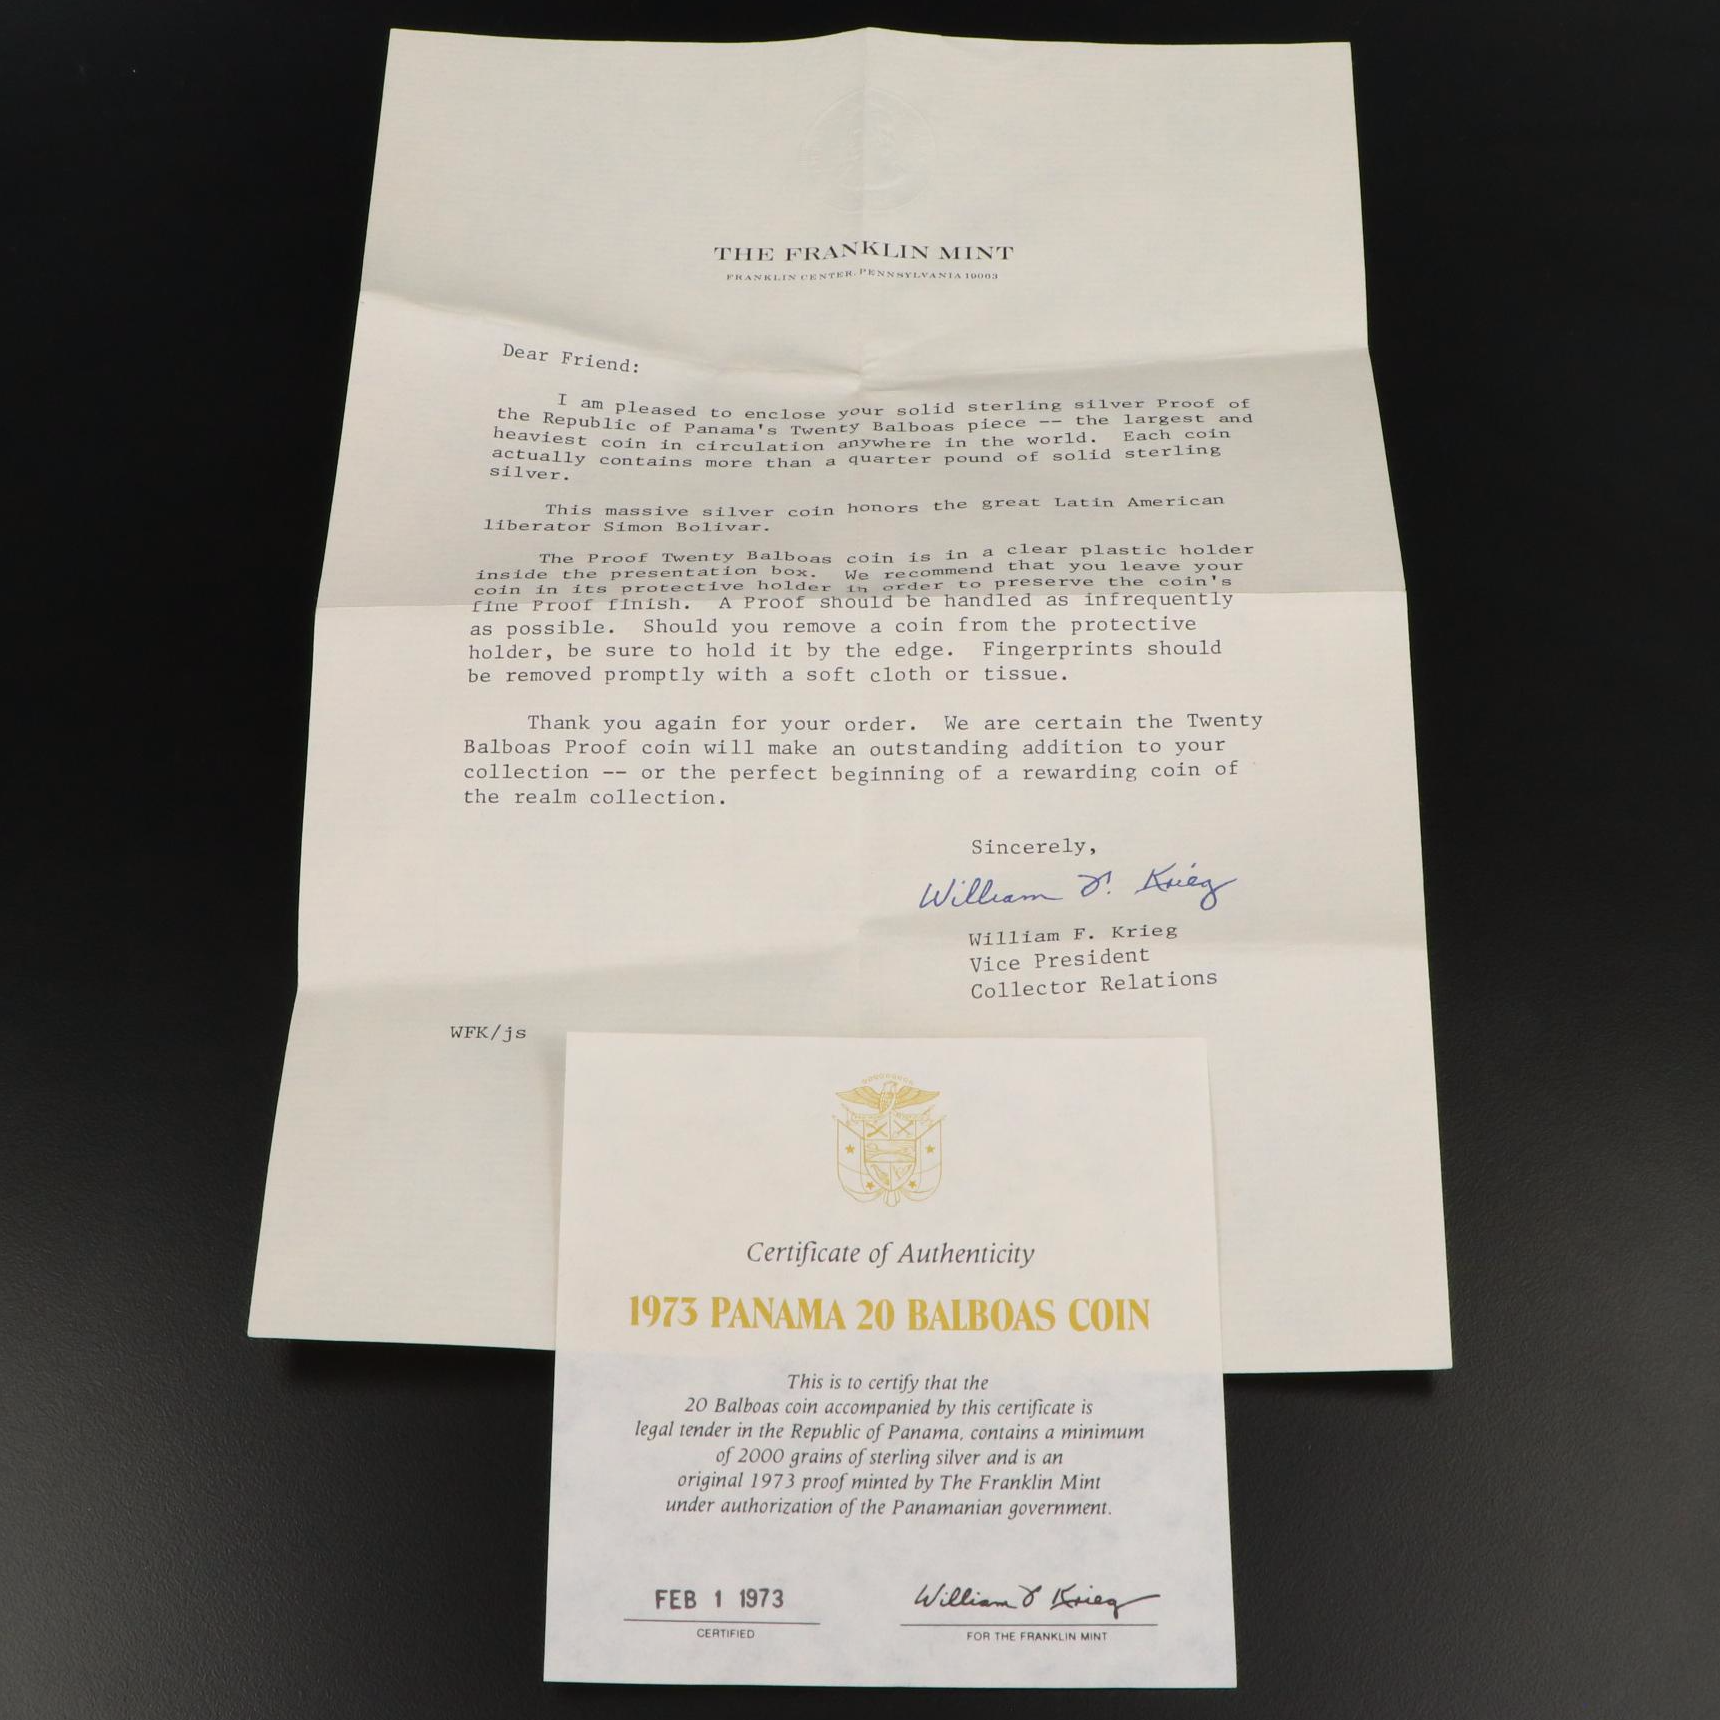 THE FRANKLIN MINT
FRANKLIN CENTER, PENNSYLVANIA 19063
Dear Friend:
I am pleased to enclose your solid sterling silver Proof of
the Republic of Panama's Twenty Balboas piece -- the largest and
heaviest coin in circulation anywhere in the world. Each coin
actually contains more than a quarter pound of solid sterling
silver.
This massive silver coin honors the great Latin American
liberator Simon Bolivar.
The Proof Twenty Balboas coin is in a clear plastic holder
inside the presentation box. We recommend that you leave your
coin in its protective holder in order to preserve the coin's
fine Proof finish. A Proof should be handled as infrequently
as possible. Should you remove a coin from the protective
holder, be sure to hold it by the edge. Fingerprints should
be removed promptly with a soft cloth or tissue.
Thank you again for your order. We are certain the Twenty
Balboas Proof coin will make an outstanding addition to your
collection -- or the perfect beginning of a rewarding coin of
the realm collection.
Sincerely,
William F. Krieg
William F. Krieg
Vice President
Collector Relations
WFK/js
Certificate of Authenticity
1973 PANAMA 20 BALBOAS COIN
This is to certify that the
20 Balboas coin accompanied by this certificate is
legal tender in the Republic of Panama, contains a minimum
of 2000 grains of sterling silver and is an
original 1973 proof minted by The Franklin Mint
under authorization of the Panamanian government.
FEB 1 1973
William F Krieg
CERTIFIED
FOR THE FRANKLIN MINT